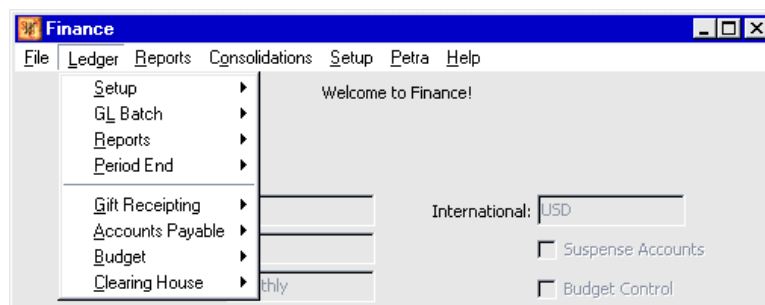 Finance
File Ledger Reports Consolidations Setup Petra Help
Setup
GL Batch
Reports
Period End
Gift Receipting
Accounts Payable
Budget
Clearing House
Welcome to Finance!
International: USD
Suspense Accounts
thly
Budget Control